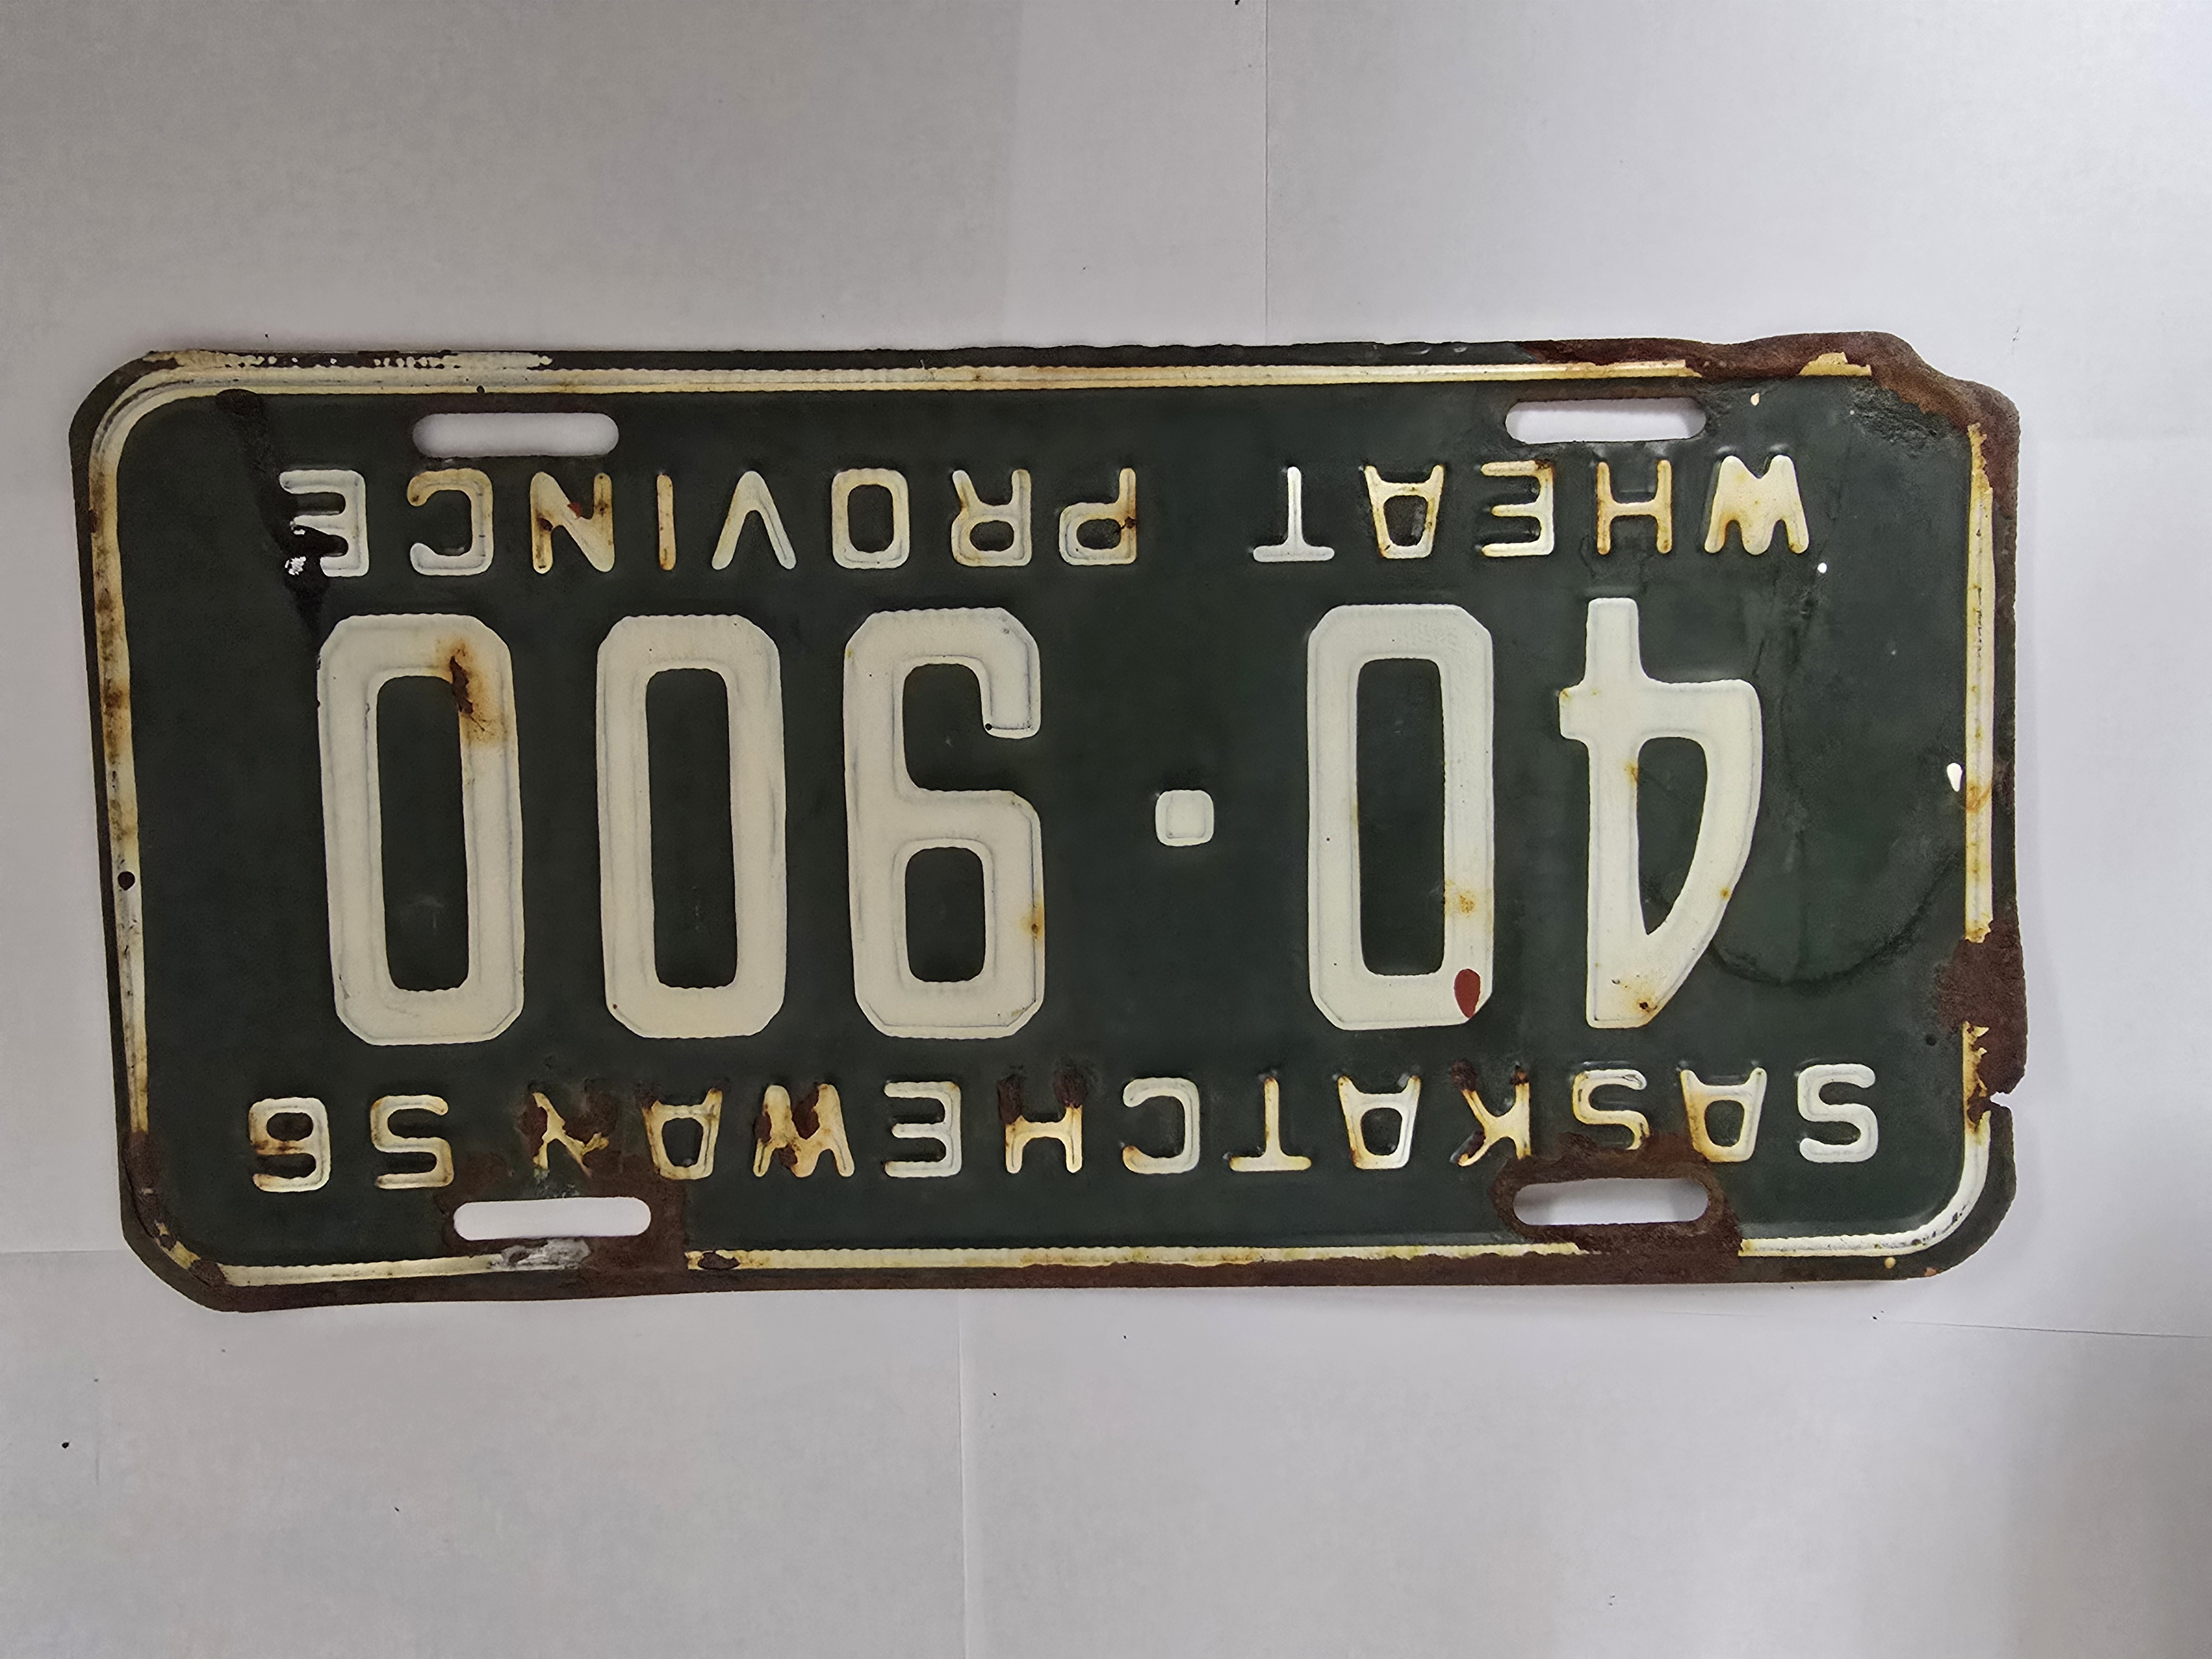 SASKATCHEWAN 56
40·900
WHEAT PROVINCE